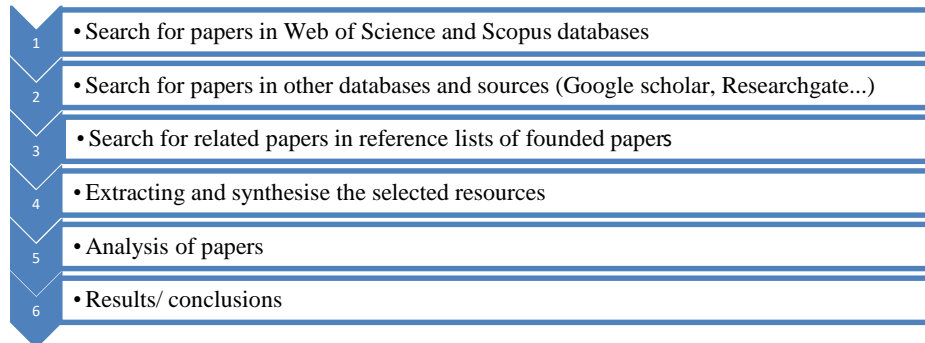 1 • Search for papers in Web of Science and Scopus databases
2 • Search for papers in other databases and sources (Google scholar, Researchgate...)
3 • Search for related papers in reference lists of founded papers
4 • Extracting and synthesise the selected resources
5 • Analysis of papers
6 • Results/ conclusions